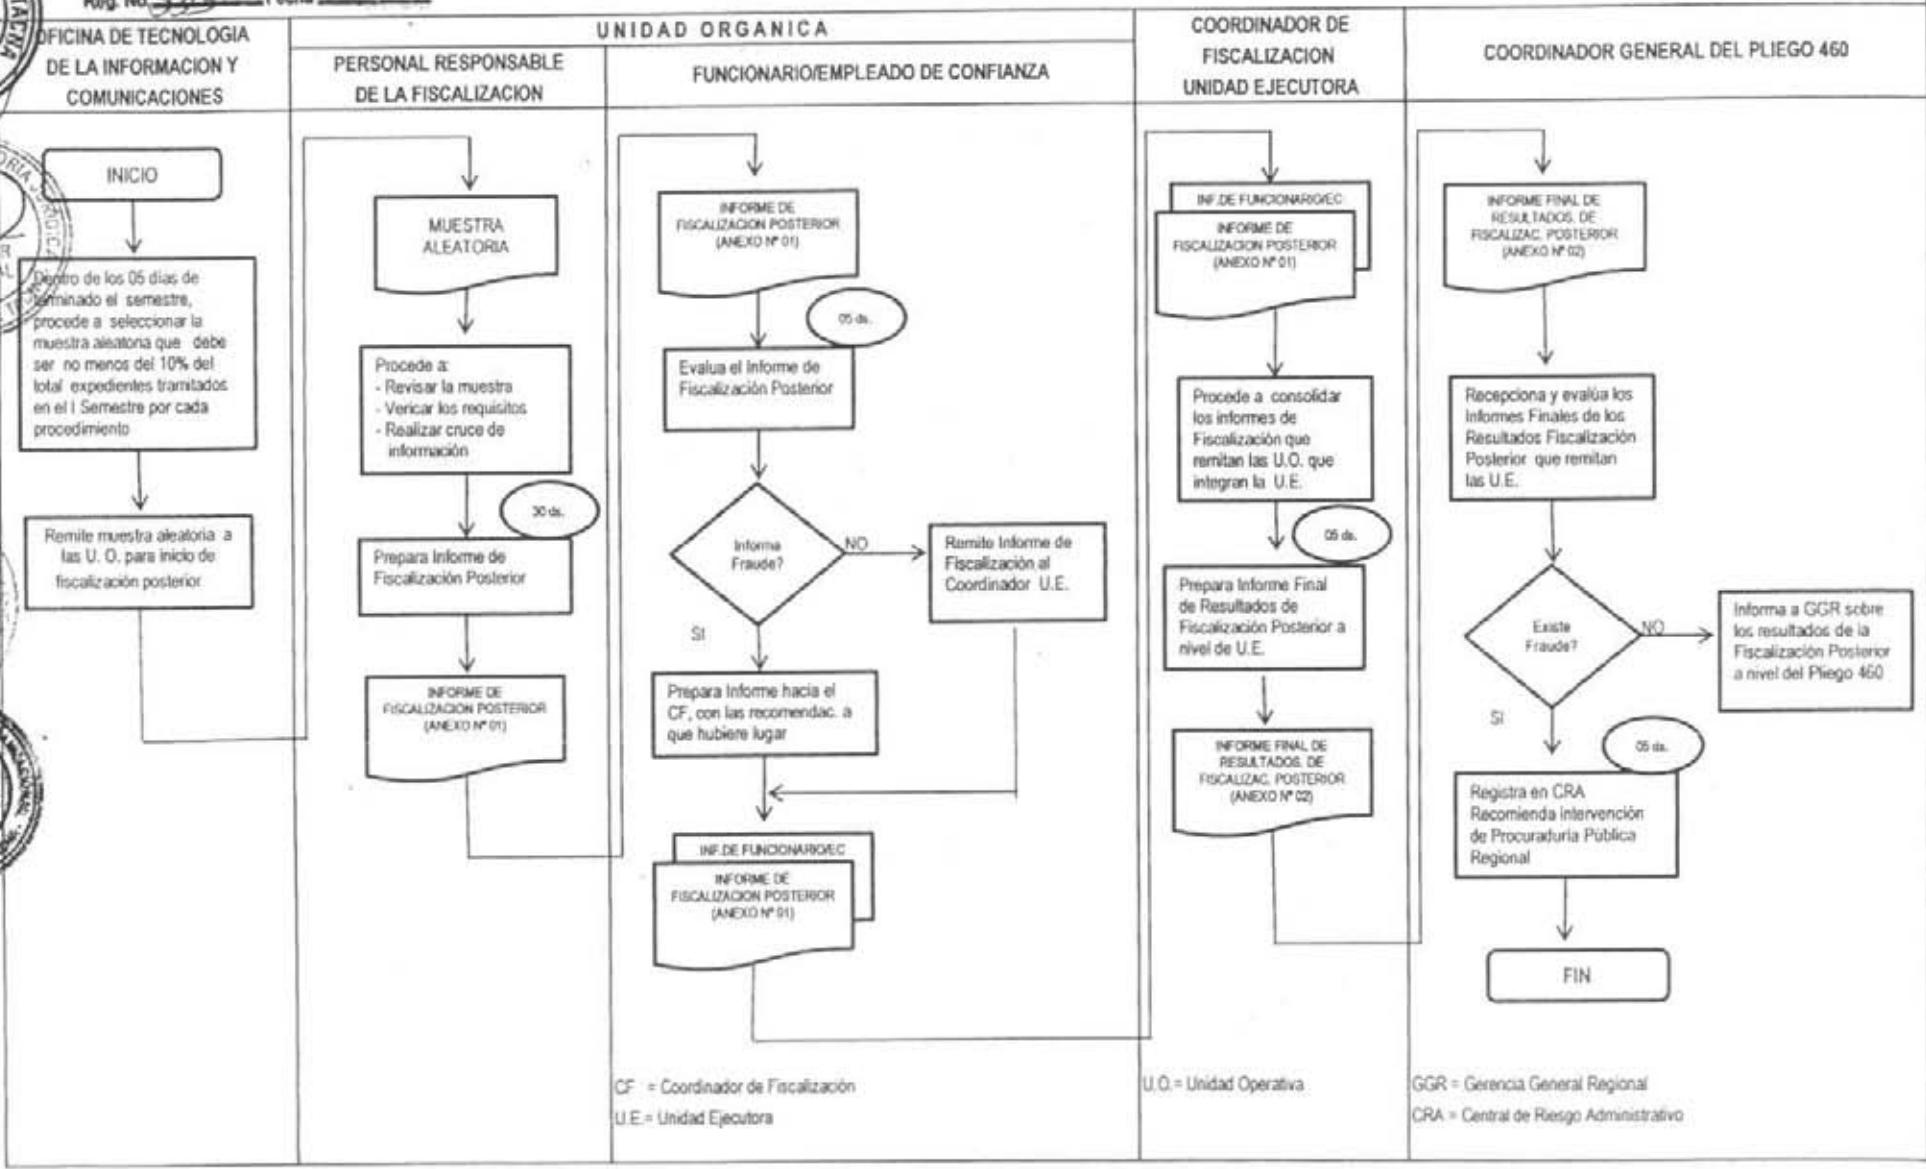 Reg. No.
OFICINA DE TECNOLOGIA
DE LA INFORMACION Y
COMUNICACIONES
UNIDAD ORGANICA
PERSONAL RESPONSABLE
DE LA FISCALIZACION
FUNCIONARIO/EMPLEADO DE CONFIANZA
COORDINADOR DE
FISCALIZACION
UNIDAD EJECUTORA
COORDINADOR GENERAL DEL PLIEGO 460
INICIO
Dentro de los 05 días de
terminado el semestre,
procede a seleccionar la
muestra aleatoria que debe
ser no menos del 10% del
total expedientes tramitados
en el I Semestre por cada
procedimiento
Remite muestra aleatoria a
las U. O. para inicio de
fiscalización posterior
MUESTRA
ALEATORIA
Procede a:
- Revisar la muestra
- Vericar los requisitos
- Realizar cruce de
información
30 ds.
Prepara Informe de
Fiscalización Posterior
INFORME DE
FISCALIZACION POSTERIOR
(ANEXO Nº 01)
INFORME DE
FISCALIZACION POSTERIOR
(ANEXO Nº 01)
05 ds.
Evalua el Informe de
Fiscalización Posterior
Informa
Fraude?
NO
Remite Informe de
Fiscalización al
Coordinador U.E.
SI
Prepara Informe hacia el
CF, con las recomendac. a
que hubiere lugar
INF.DE FUNCIONARIO/EC
INFORME DE
FISCALIZACION POSTERIOR
(ANEXO Nº 01)
CF = Coordinador de Fiscalización
U.E.= Unidad Ejecutora
INF.DE FUNCIONARIO/EC
INFORME DE
FISCALIZACION POSTERIOR
(ANEXO Nº 01)
Procede a consolidar
los informes de
Fiscalización que
remitan las U.O. que
integran la U.E.
05 ds.
Prepara Informe Final
de Resultados de
Fiscalización Posterior a
nivel de U.E.
INFORME FINAL DE
RESULTADOS. DE
FISCALIZAC. POSTERIOR
(ANEXO Nº 02)
U.O.= Unidad Operativa
INFORME FINAL DE
RESULTADOS. DE
FISCALIZAC. POSTERIOR
(ANEXO Nº 02)
Recepciona y evalúa los
Informes Finales de los
Resultados Fiscalización
Posterior que remitan
las U.E.
Existe
Fraude?
NO
Informa a GGR sobre
los resultados de la
Fiscalización Posterior
a nivel del Pliego 460
SI
05 ds.
Registra en CRA
Recomienda intervención
de Procuraduría Pública
Regional
FIN
GGR = Gerencia General Regional
CRA = Central de Riesgo Administrativo